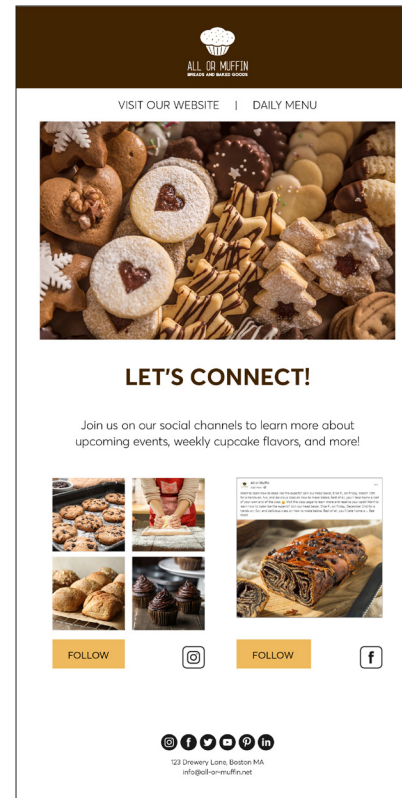 ALL OR MUFFIN
BREADS AND BAKED GOODS
VISIT OUR WEBSITE | DAILY MENU
LET'S CONNECT!
Join us on our social channels to learn more about
upcoming events, weekly cupcake flavors, and more!
All or Muffin
FOLLOW
FOLLOW
123 Drewery Lane, Boston MA
info@all-or-muffin.net